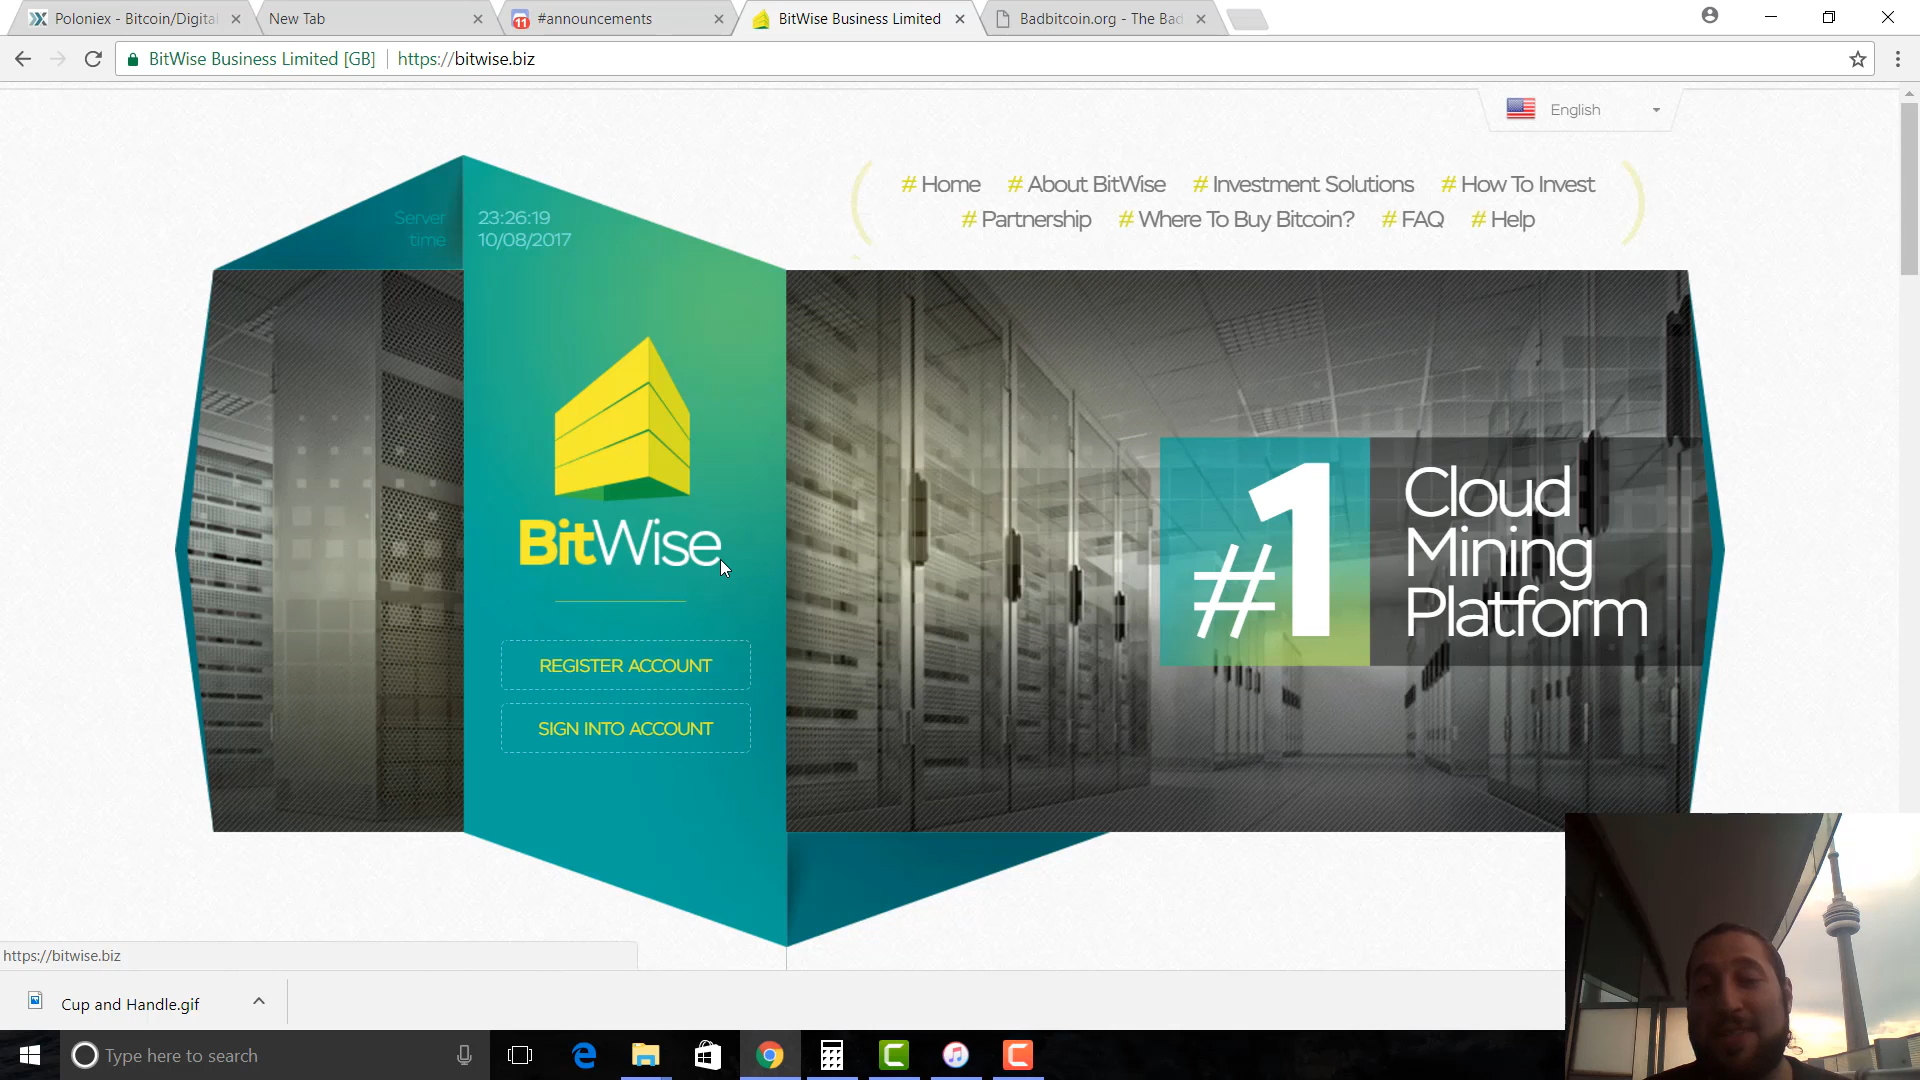 Poloniex - Bitcoin/Digital
New Tab
#announcements
11
BitWise Business Limited
Badbitcoin.org - The Bad
BitWise Business Limited [GB]
https://bitwise.biz
English
# Home # About BitWise # Investment Solutions # How To Invest
# Partnership # Where To Buy Bitcoin? # FAQ # Help
Server time
23:26:19
10/08/2017
BitWise
REGISTER ACCOUNT
SIGN INTO ACCOUNT
#1
Cloud
Mining
Platform
https://bitwise.biz
Cup and Handle.gif
Type here to search